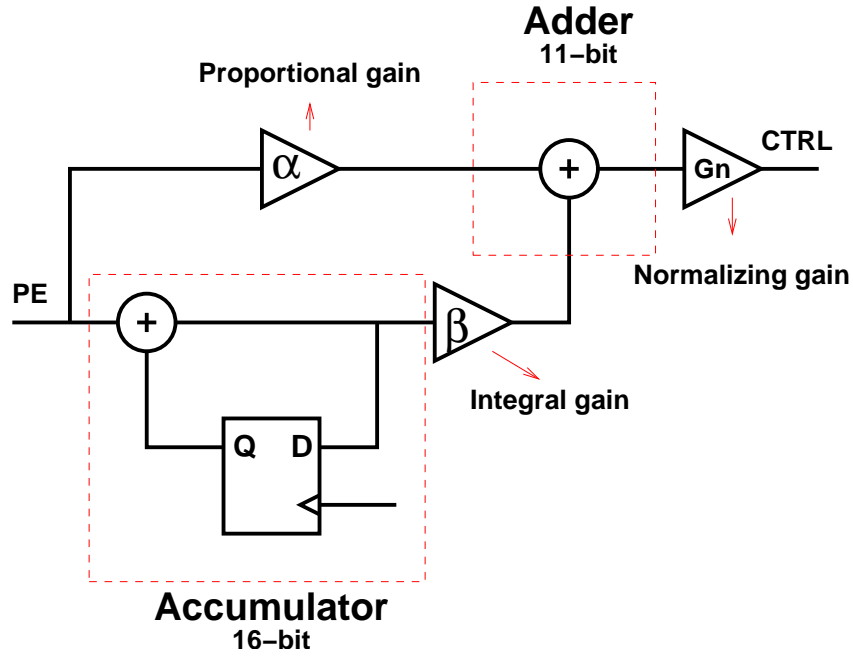 Adder
11−bit
Proportional gain
CTRL
α
+
Gn
Normalizing gain
PE
+
β
Integral gain
Q D
Accumulator
16−bit